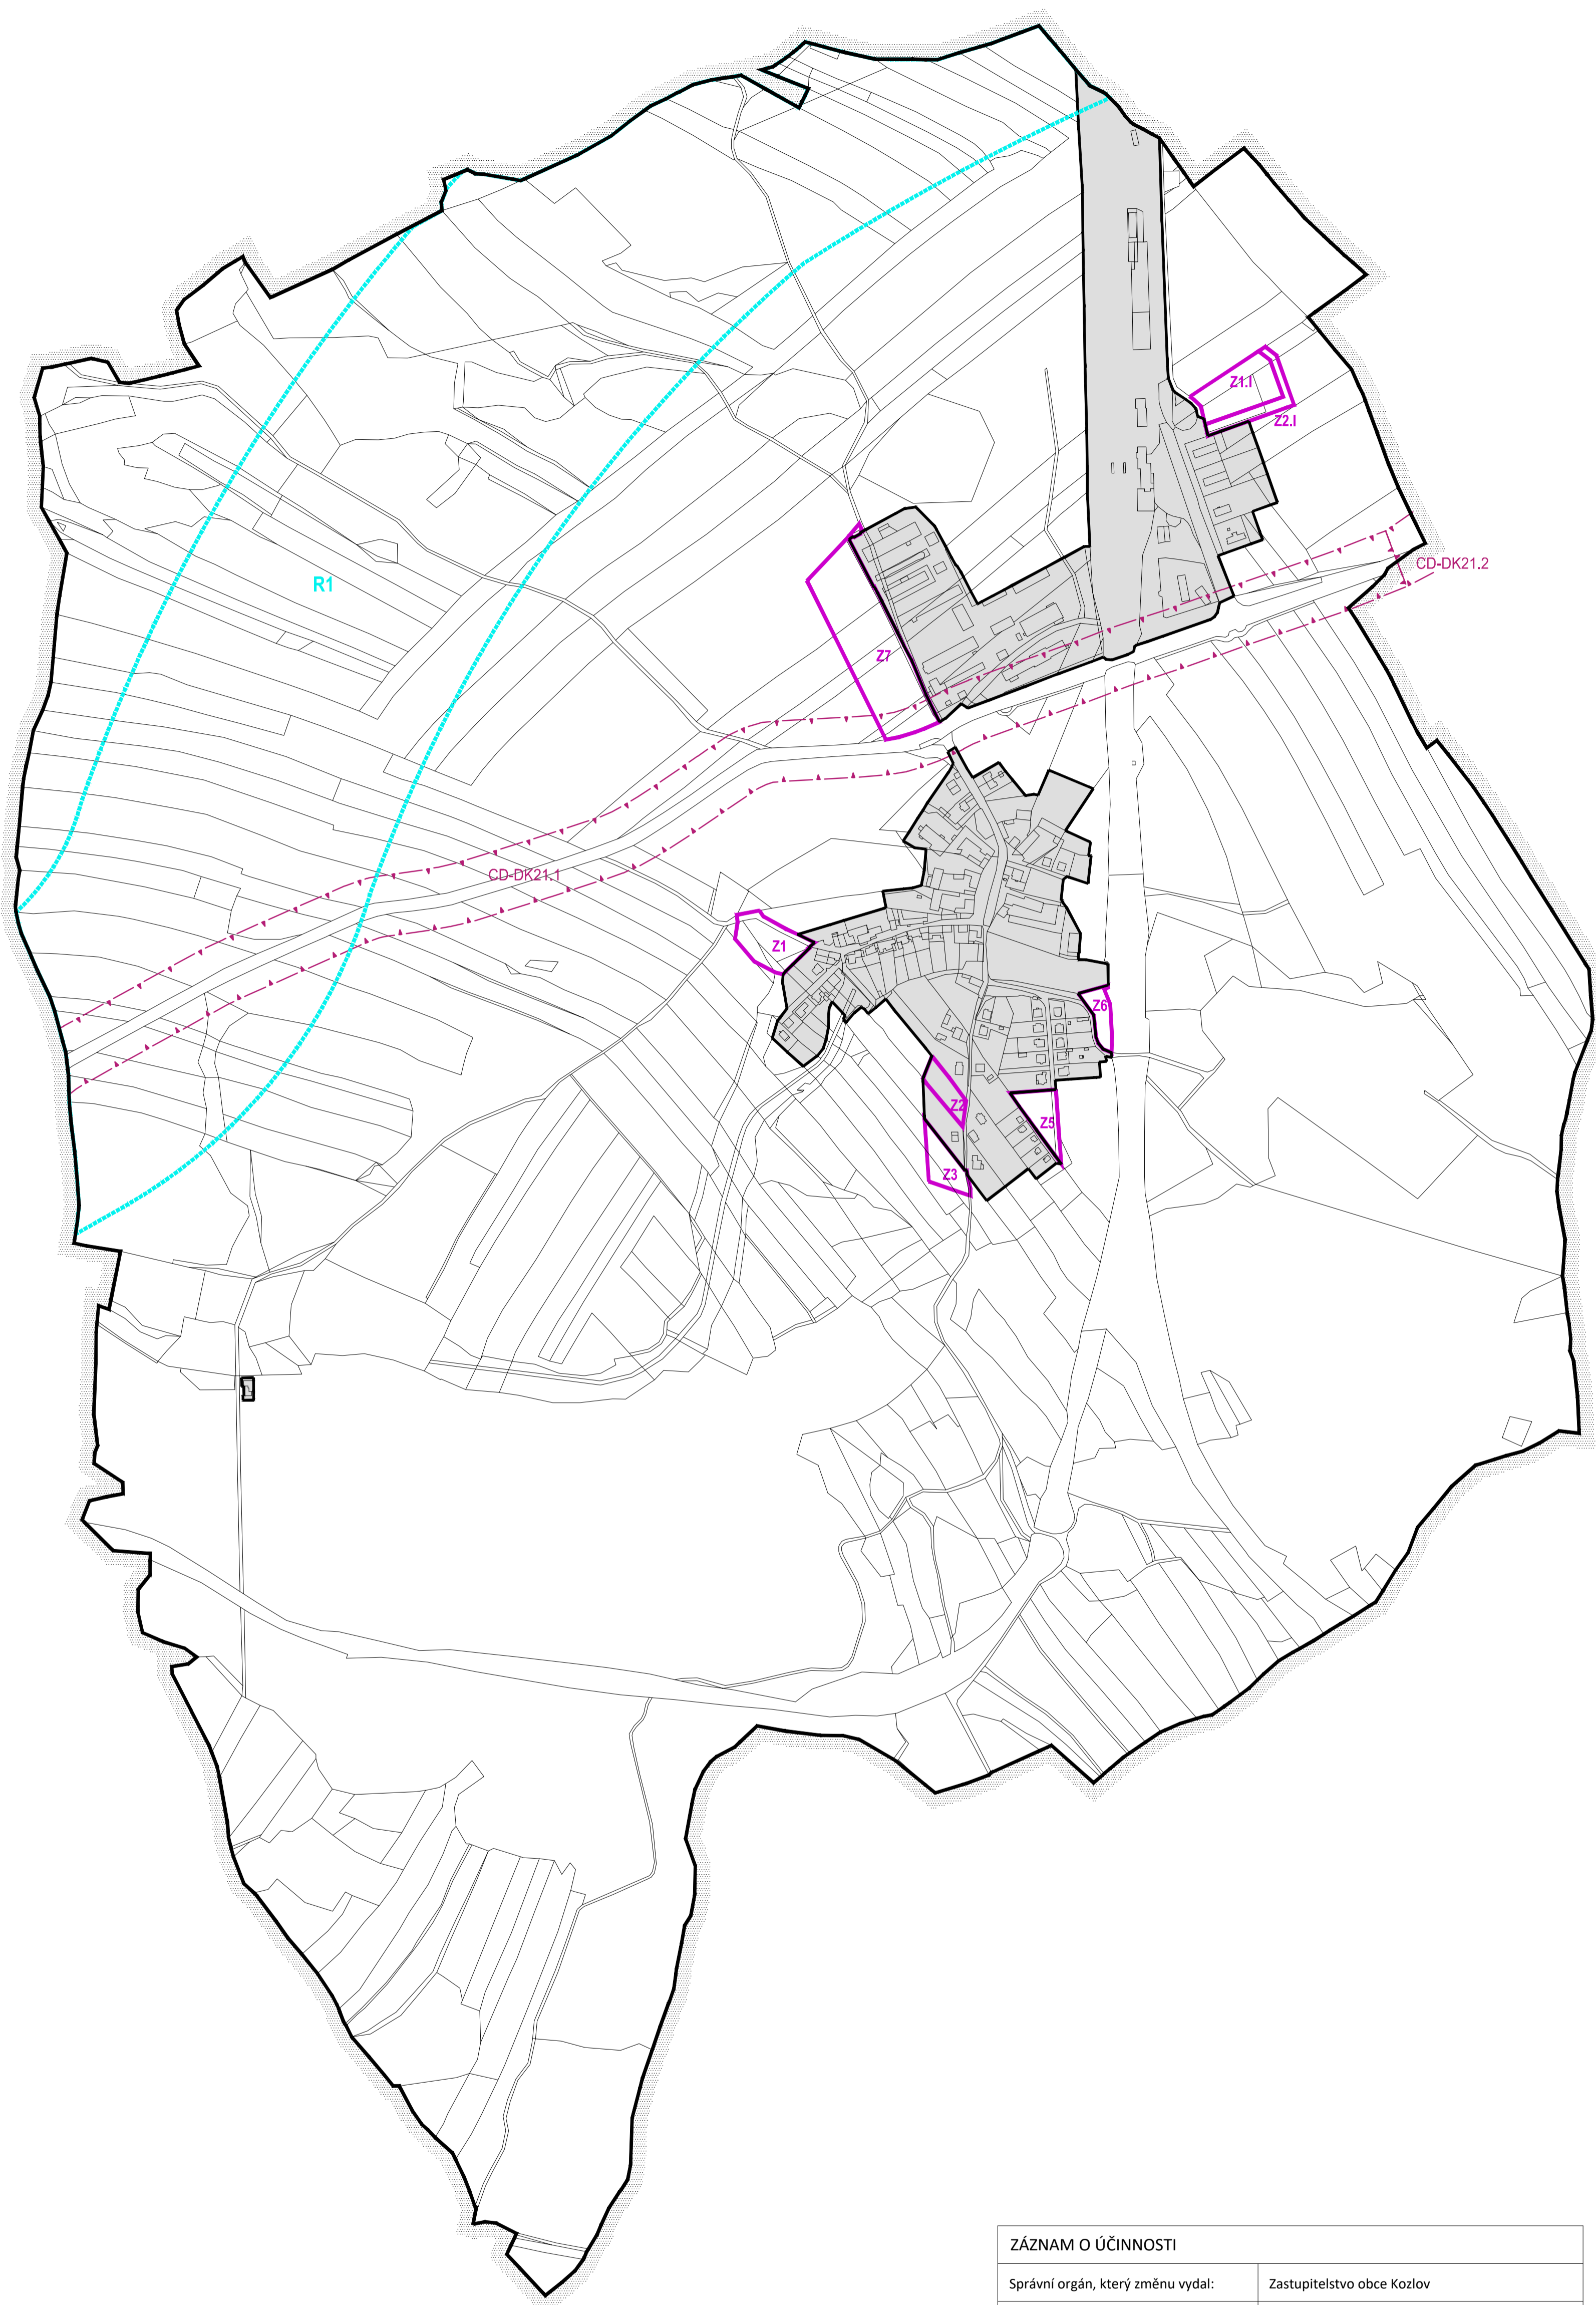 Z1.I
Z2.I
CD-DK21.2
R1
Z7
CD-DK21.1
Z1
Z6
Z2
Z5
Z3
ZÁZNAM O ÚČINNOSTI
Správní orgán, který změnu vydal: Zastupitelstvo obce Kozlov